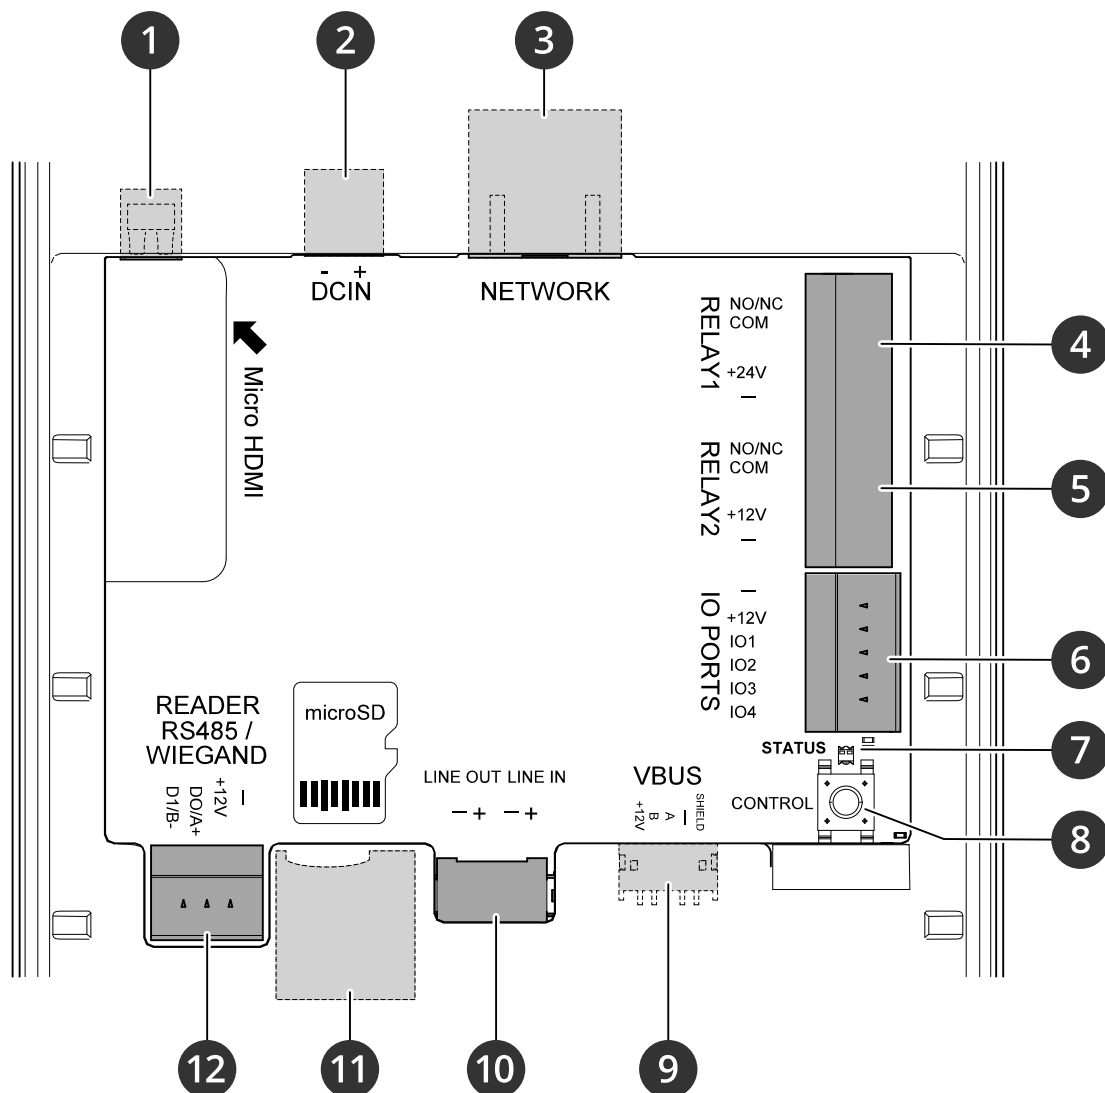 1
2
3
- +
DCIN
NETWORK
Micro HDMI
RELAY1
NO/NC
COM
+24V
—
4
RELAY2
NO/NC
COM
+12V
—
5
IO PORTS
—
+12V
IO1
IO2
IO3
IO4
6
STATUS
7
CONTROL
8
READER
RS485 /
WIEGAND
D1/B-
DO/A+
+12V
—
microSD
LINE OUT LINE IN
— + — +
VBUS
+12V
B
A
—
SHIELD
12
11
10
9